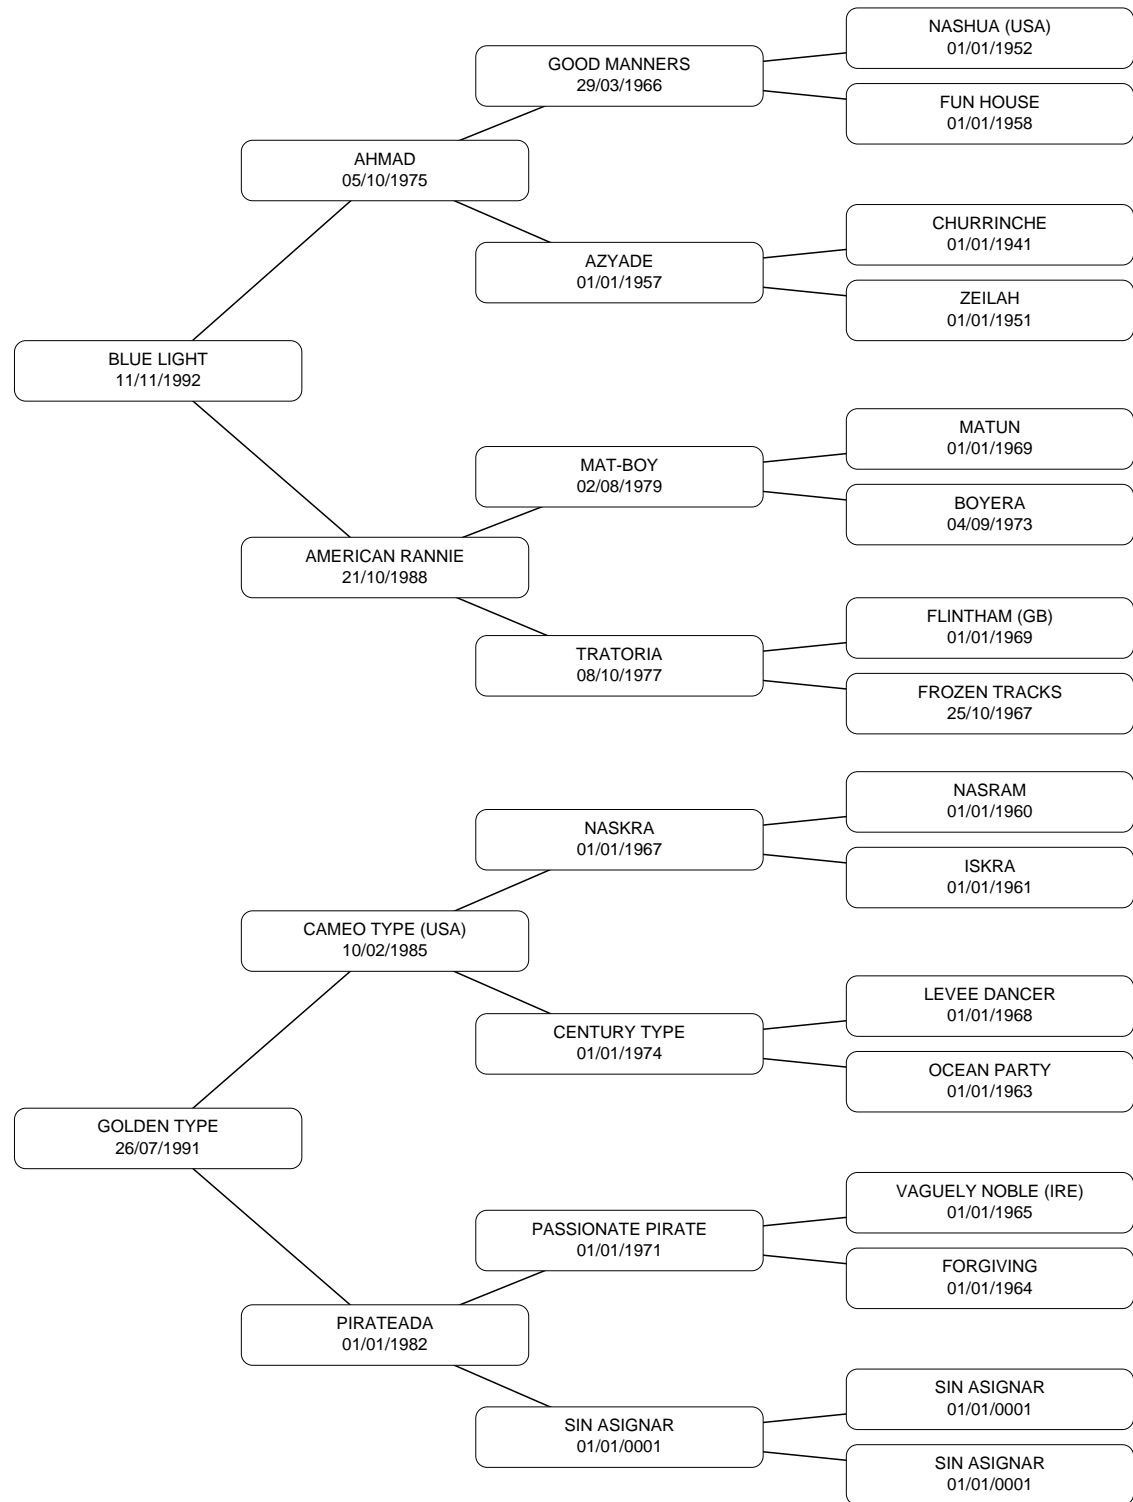 NASHUA (USA)
01/01/1952
GOOD MANNERS
29/03/1966
FUN HOUSE
01/01/1958
AHMAD
05/10/1975
CHURRINCHE
01/01/1941
AZYADE
01/01/1957
ZEILAH
01/01/1951
BLUE LIGHT
11/11/1992
MATUN
01/01/1969
MAT-BOY
02/08/1979
BOYERA
04/09/1973
AMERICAN RANNIE
21/10/1988
FLINTHAM (GB)
01/01/1969
TRATORIA
08/10/1977
FROZEN TRACKS
25/10/1967
NASRAM
01/01/1960
NASKRA
01/01/1967
ISKRA
01/01/1961
CAMEO TYPE (USA)
10/02/1985
LEVEE DANCER
01/01/1968
CENTURY TYPE
01/01/1974
OCEAN PARTY
01/01/1963
GOLDEN TYPE
26/07/1991
VAGUELY NOBLE (IRE)
01/01/1965
PASSIONATE PIRATE
01/01/1971
FORGIVING
01/01/1964
PIRATEADA
01/01/1982
SIN ASIGNAR
01/01/0001
SIN ASIGNAR
01/01/0001
SIN ASIGNAR
01/01/0001